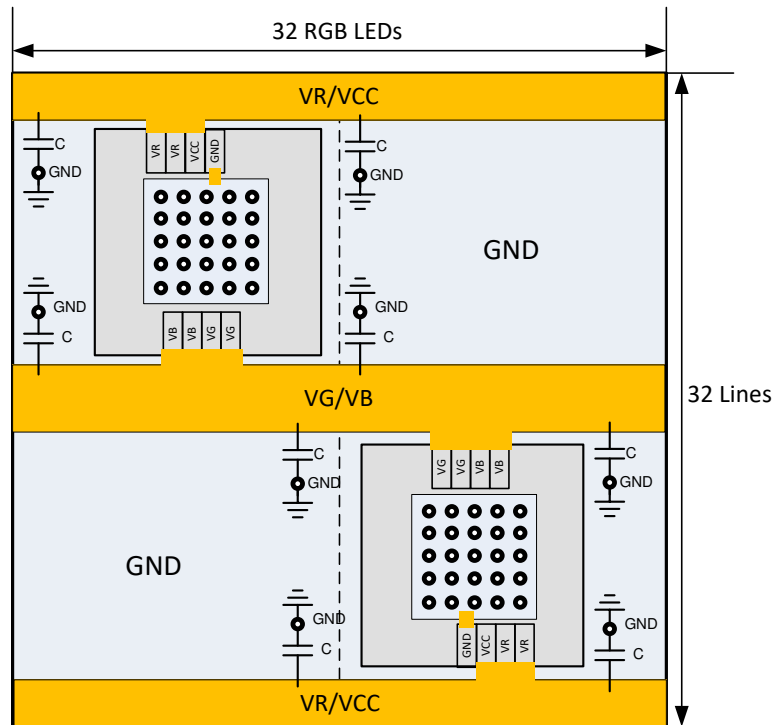 32 RGB LEDs
VR/VCC
VR VR VCC GND
C
C
GND
GND
GND
GND
GND
C
C
VB VB VG VG
VG/VB
32 Lines
VG VG VB VB
C
C
GND
GND
GND
GND
GND
C
C
GND VCC VR VR
VR/VCC